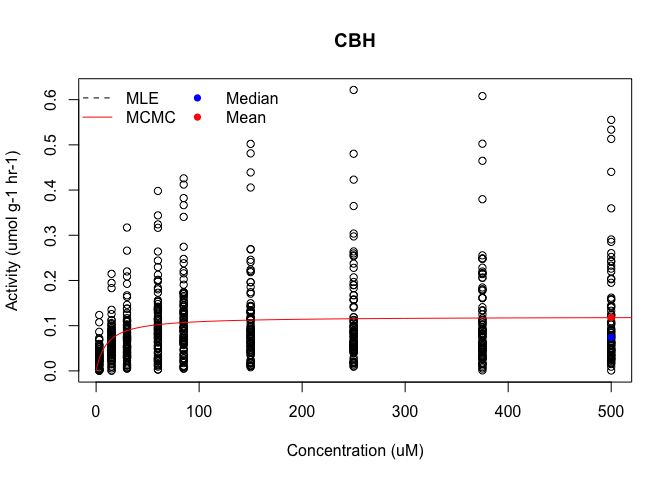 CBH
MLE
Median
MCMC
Mean
Activity (umol g-1 hr-1)
0.6
0.5
0.4
0.3
0.2
0.1
0.0
0 100 200 300 400 500
Concentration (uM)